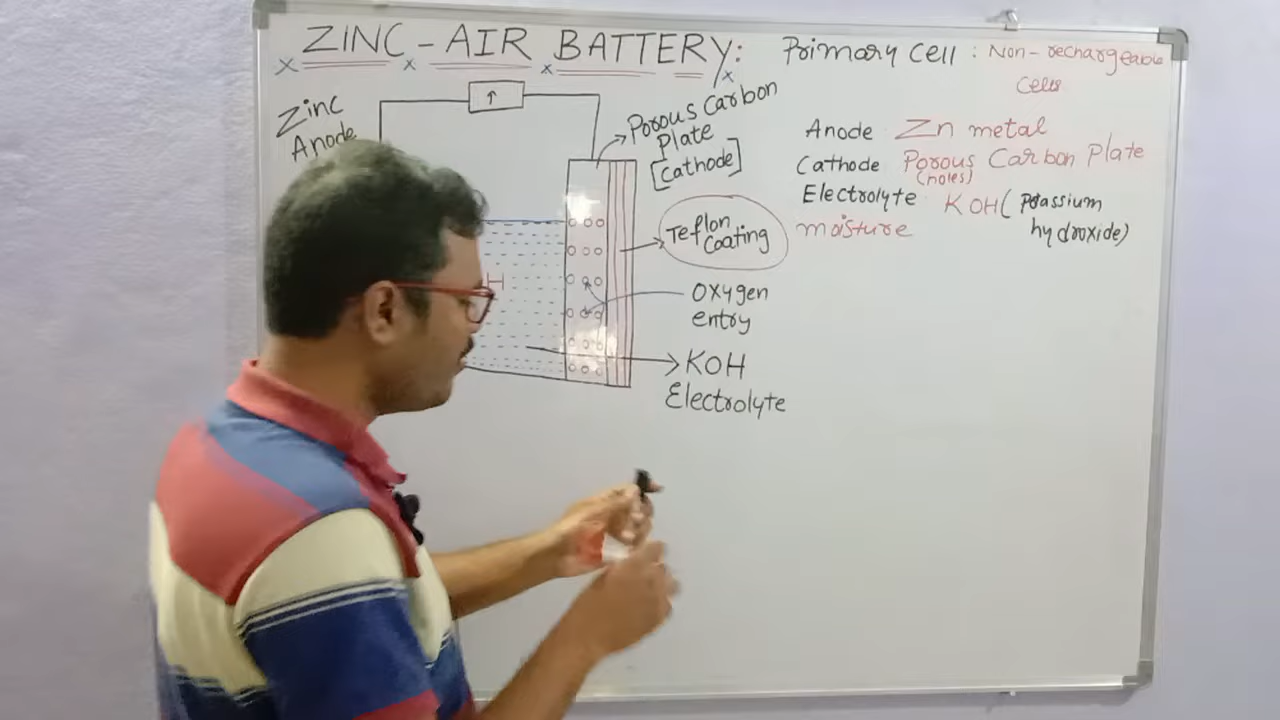 ZINC-AIR BATTERY:
Primary Cell : Non-rechargeable
Cells
Zinc
Anode
Porous Carbon
Plate
[Cathode]
Teflon
Coating
Oxygen
entry
KOH
Electrolyte
H
Anode Zn metal
Cathode Porous Carbon Plate
(holes)
Electrolyte KOH (Potassium
hydroxide)
moisture